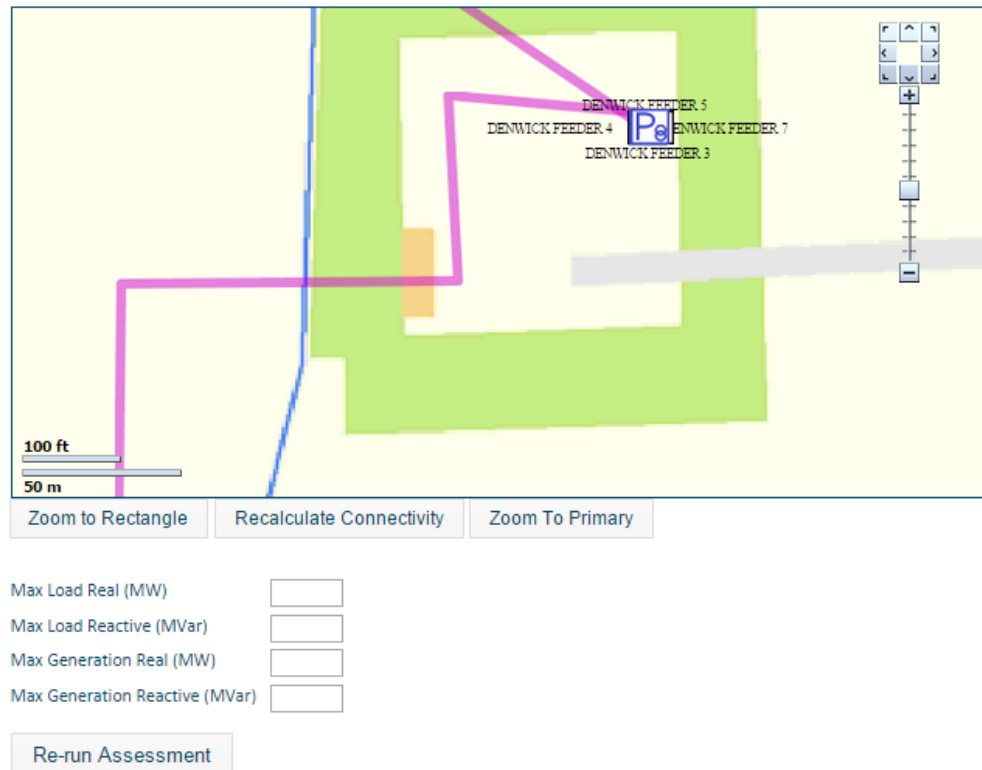 DENWICK FEEDER 5
DENWICK FEEDER 4
P
ENWICK FEEDER 7
DENWICK FEEDER 3
100 ft
50 m
Zoom to Rectangle
Recalculate Connectivity
Zoom To Primary
Max Load Real (MW)
Max Load Reactive (MVar)
Max Generation Real (MW)
Max Generation Reactive (MVar)
Re-run Assessment